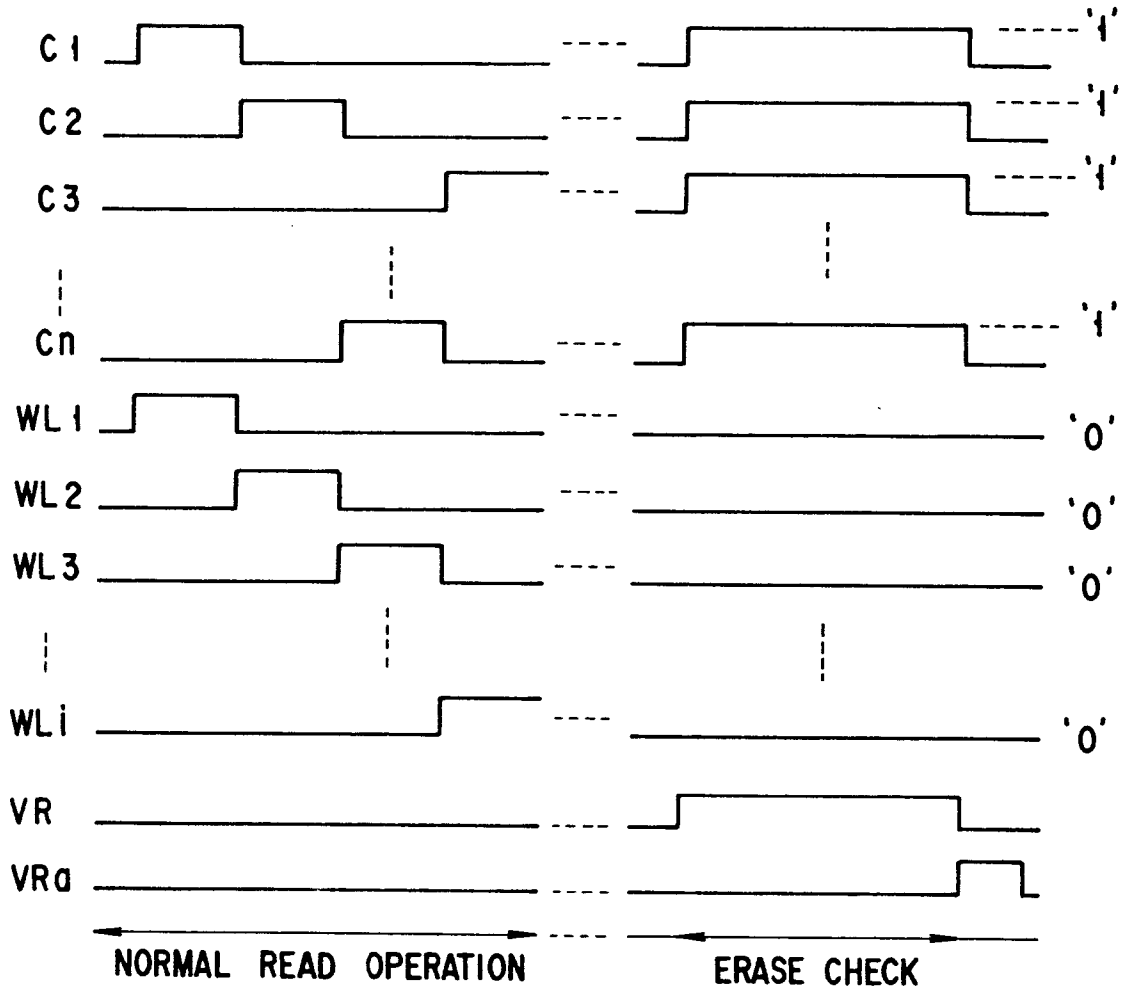 C1 '1'
C2 '1'
C3 '1'
Cn '1'
WL1 '0'
WL2 '0'
WL3 '0'
WLi '0'
VR
VRa
NORMAL READ OPERATION ERASE CHECK